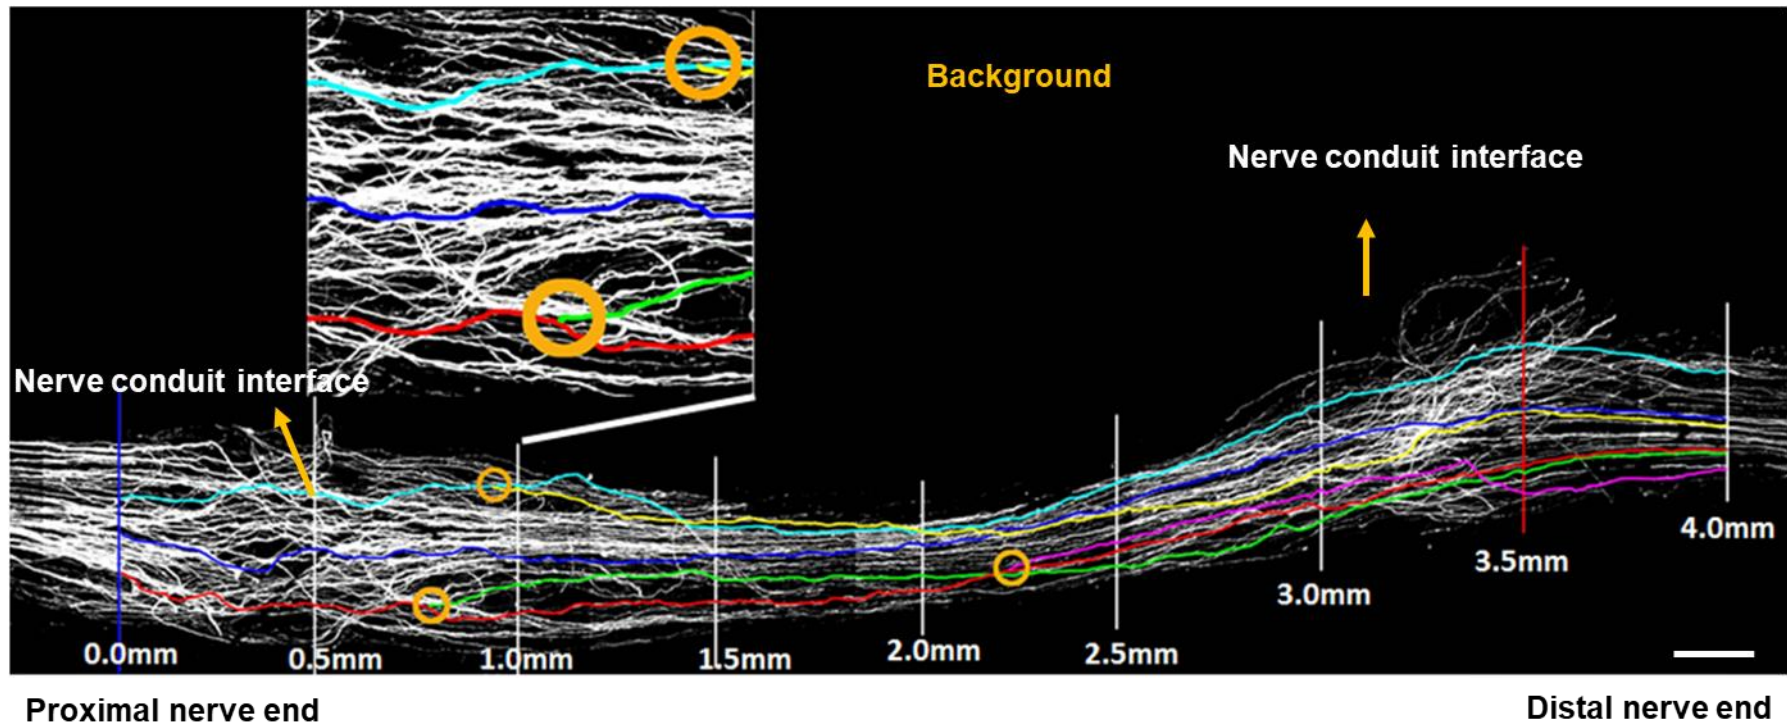 Background
Nerve conduit interface
Nerve conduit interface
0.0mm
0.5mm
1.0mm
1.5mm
2.0mm
2.5mm
3.0mm
3.5mm
4.0mm
Proximal nerve end
Distal nerve end